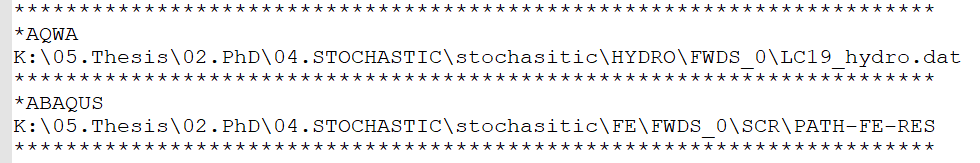 ***********************************************************************
*AQWA
K:\05.Thesis\02.PhD\04.STOCHASTIC\stochasitic\HYDRO\FWDS_0\LC19_hydro.dat
***********************************************************************
*ABAQUS
K:\05.Thesis\02.PhD\04.STOCHASTIC\stochasitic\FE\FWDS_0\SCR\PATH-FE-RES
***********************************************************************